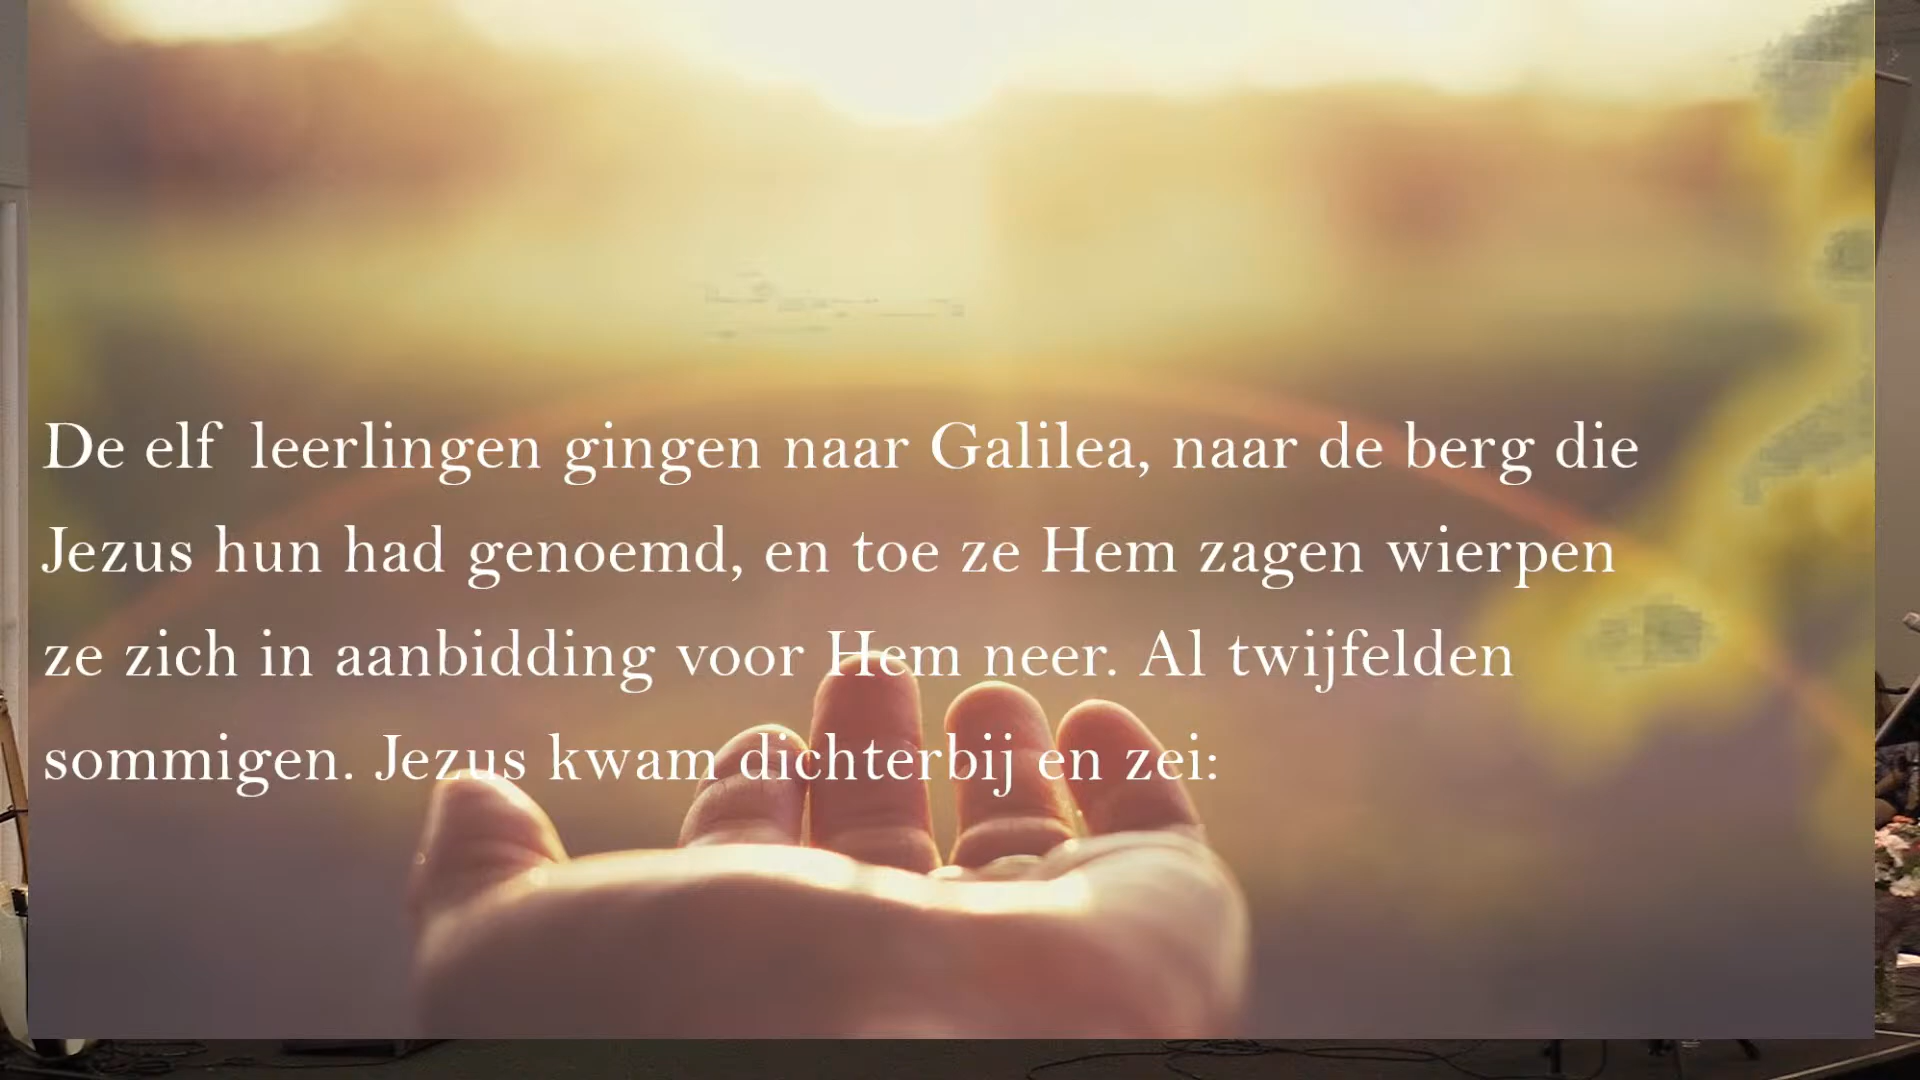 De elf leerlingen gingen naar Galilea, naar de berg die
Jezus hun had genoemd, en toe ze Hem zagen wierpen
ze zich in aanbidding voor Hem neer. Al twijfelden
sommigen. Jezus kwam dichterbij en zei: